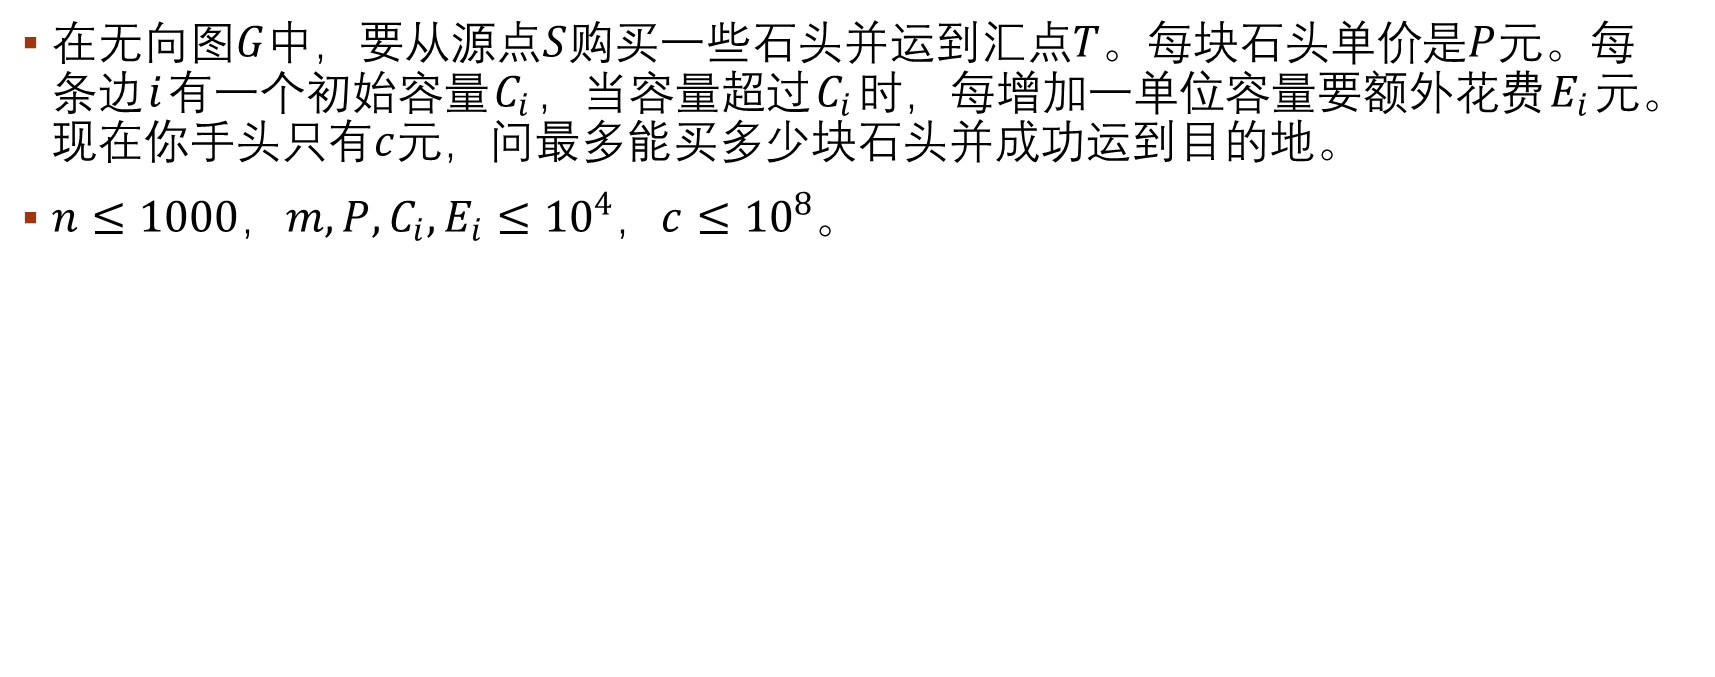 ▪ 在无向图G中，要从源点S购买一些石头并运到汇点T。每块石头单价是P元。每
条边i有一个初始容量Cᵢ，当容量超过Cᵢ时，每增加一单位容量要额外花费Eᵢ元。
现在你手头只有c元，问最多能买多少块石头并成功运到目的地。
▪ n ≤ 1000，m, P, Cᵢ, Eᵢ ≤ 10⁴，c ≤ 10⁸。